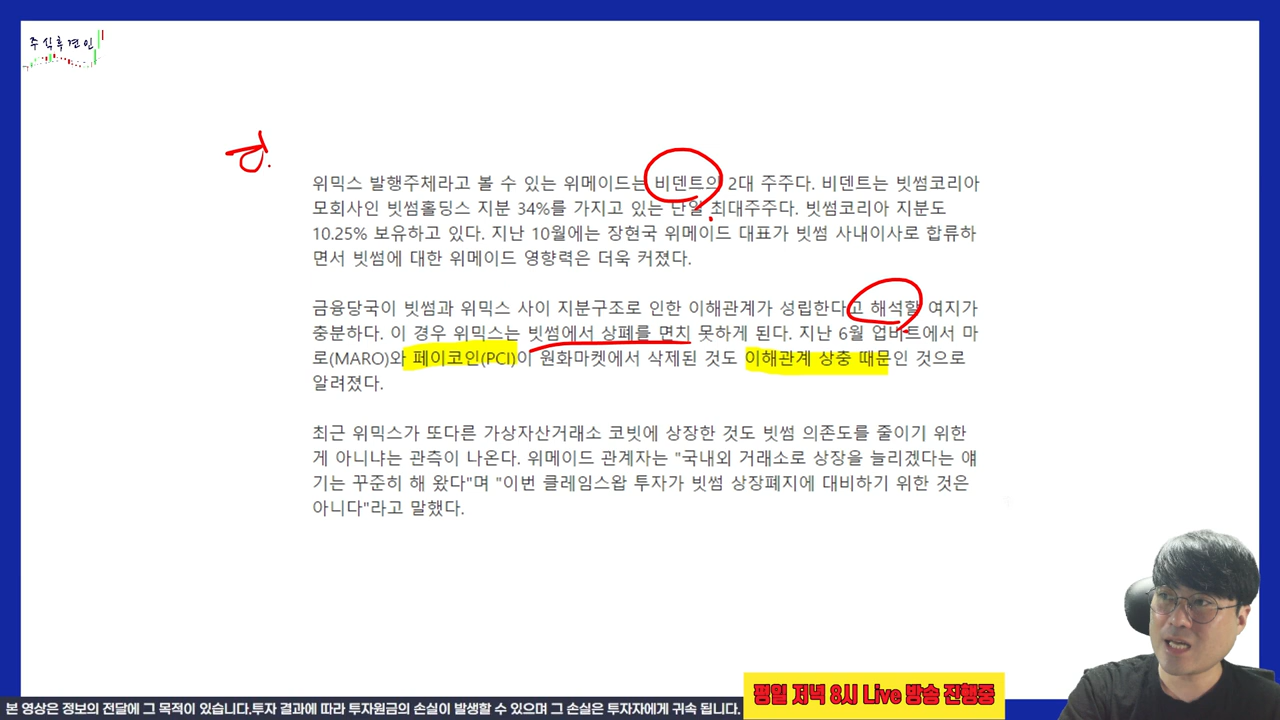 주식후견인
위믹스 발행주체라고 볼 수 있는 위메이드는 비덴트의 2대 주주다. 비덴트는 빗썸코리아
모회사인 빗썸홀딩스 지분 34%를 가지고 있는 단일 최대주주다. 빗썸코리아 지분도
10.25% 보유하고 있다. 지난 10월에는 장현국 위메이드 대표가 빗썸 사내이사로 합류하
면서 빗썸에 대한 위메이드 영향력은 더욱 커졌다.
금융당국이 빗썸과 위믹스 사이 지분구조로 인한 이해관계가 성립한다고 해석할 여지가
충분하다. 이 경우 위믹스는 빗썸에서 상폐를 면치 못하게 된다. 지난 6월 업비트에서 마
로(MARO)와 페이코인(PCI)이 원화마켓에서 삭제된 것도 이해관계 상충 때문인 것으로
알려졌다.
최근 위믹스가 또다른 가상자산거래소 코빗에 상장한 것도 빗썸 의존도를 줄이기 위한
게 아니냐는 관측이 나온다. 위메이드 관계자는 "국내외 거래소로 상장을 늘리겠다는 얘
기는 꾸준히 해 왔다"며 "이번 클레임스왑 투자가 빗썸 상장폐지에 대비하기 위한 것은
아니다"라고 말했다.
평일 저녁 8시 Live 방송 진행중
본 영상은 정보의 전달에 그 목적이 있습니다.투자 결과에 따라 투자원금의 손실이 발생할 수 있으며 그 손실은 투자자에게 귀속 됩니다.